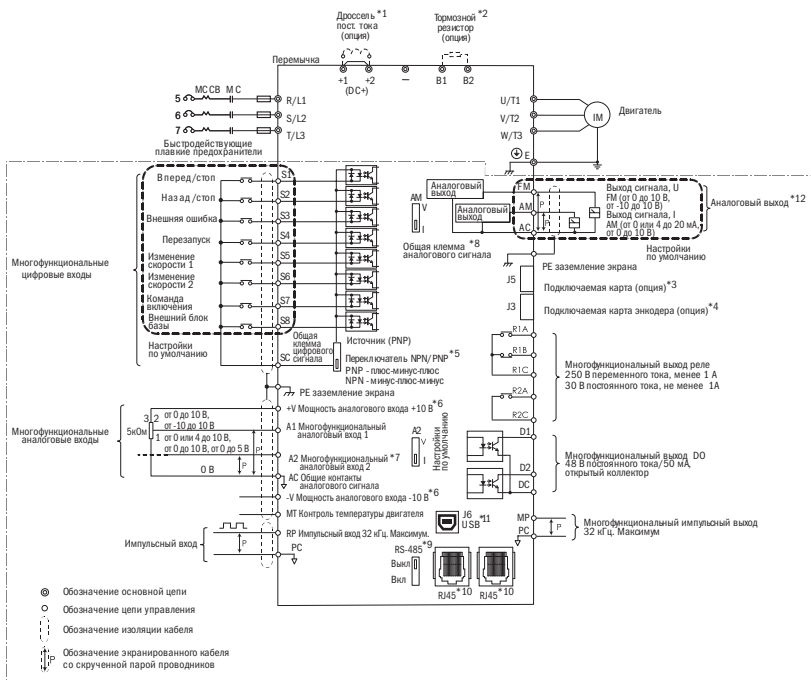 Дроссель *1
пост. тока
(опция)
Тормозной *2
резистор
(опция)
Перемычка
+1 +2 – B1 B2
(DC+)
MCCB MC
5 R/L1
6 S/L2
7 T/L3
Быстродействующие
плавкие предохранители
U/T1
V/T2
W/T3
IM
Двигатель
E
Вперед/стоп S1
Назад/стоп S2
Внешняя ошибка S3
Перезапуск S4
Изменение
скорости 1 S5
Изменение
скорости 2 S6
Команда
включения S7
Внешний блок
базы S8
Многофункциональные
цифровые входы
Настройки
по умолчанию
SC
Общая
клемма
цифрового
сигнала
Источник (PNP)
Переключатель NPN/PNP *5
PNP - плюс-минус-плюс
NPN - минус-плюс-минус
PE заземление экрана
Аналоговый
выход
FM
AM
V
I
Аналоговый
выход
AM
AC
P
P
Общая клемма *8
аналогового сигнала
Выход сигнала, U
FM (от 0 до 10 В,
от -10 до 10 В)
Выход сигнала, I
AM (от 0 или 4 до 20 мА,
от 0 до 10 В)
Аналоговый выход *12
Настройки
по умолчанию
PE заземление экрана
J5
Подключаемая карта (опция) *3
J3
Подключаемая карта энкодера (опция) *4
R1A
R1B
R1C
R2A
R2C
Многофункциональный выход реле
250 В переменного тока, менее 1 А
30 В постоянного тока, не менее 1А
Многофункциональные
аналоговые входы
5кОм
3 2
1
от 0 до 10 В,
от -10 до 10 В
от 0 или 4 до 10 В,
от 0 до 10 В, от 0 до 5 В
P
P
0 В
+V Мощность аналогового входа +10 В *6
A1 Многофункциональный
аналоговый вход 1
A2 Многофункциональный *7
аналоговый вход 2
AC Общие контакты
аналогового сигнала
-V Мощность аналогового входа -10 В *6
MT Контроль температуры двигателя
A2
V
I
Настройки
по умолчанию
D1
D2
DC
Многофункциональный выход DO
48 В постоянного тока/50 мА,
открытый коллектор
Импульсный вход
P
RP Импульсный вход 32 кГц. Максимум.
PC
J6
USB *11
MP
PC
P
Многофункциональный импульсный выход
32 кГц. Максимум
RS-485 *9
Выкл
Вкл
RJ45 *10 RJ45 *10
Обозначение основной цепи
Обозначение цепи управления
Обозначение изоляции кабеля
P
Обозначение экранированного кабеля
со скрученной парой проводников